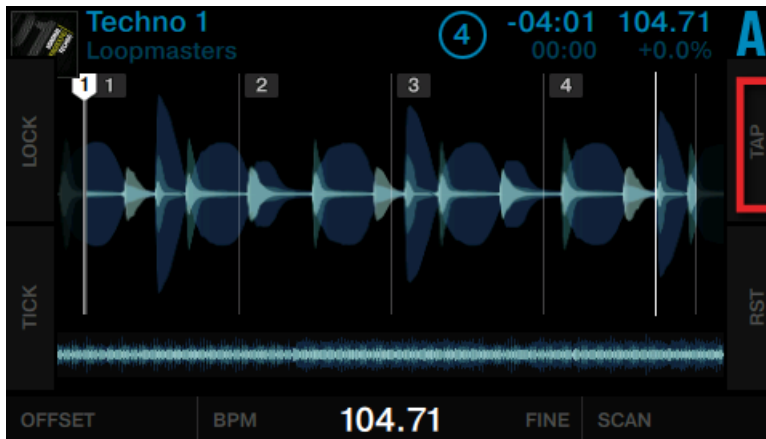 Techno 1
Loopmasters
4
-04:01 104.71
00:00 +0.0%
A
1 1 2 3 4
LOCK
TAP
TICK
RST
OFFSET BPM 104.71 FINE SCAN